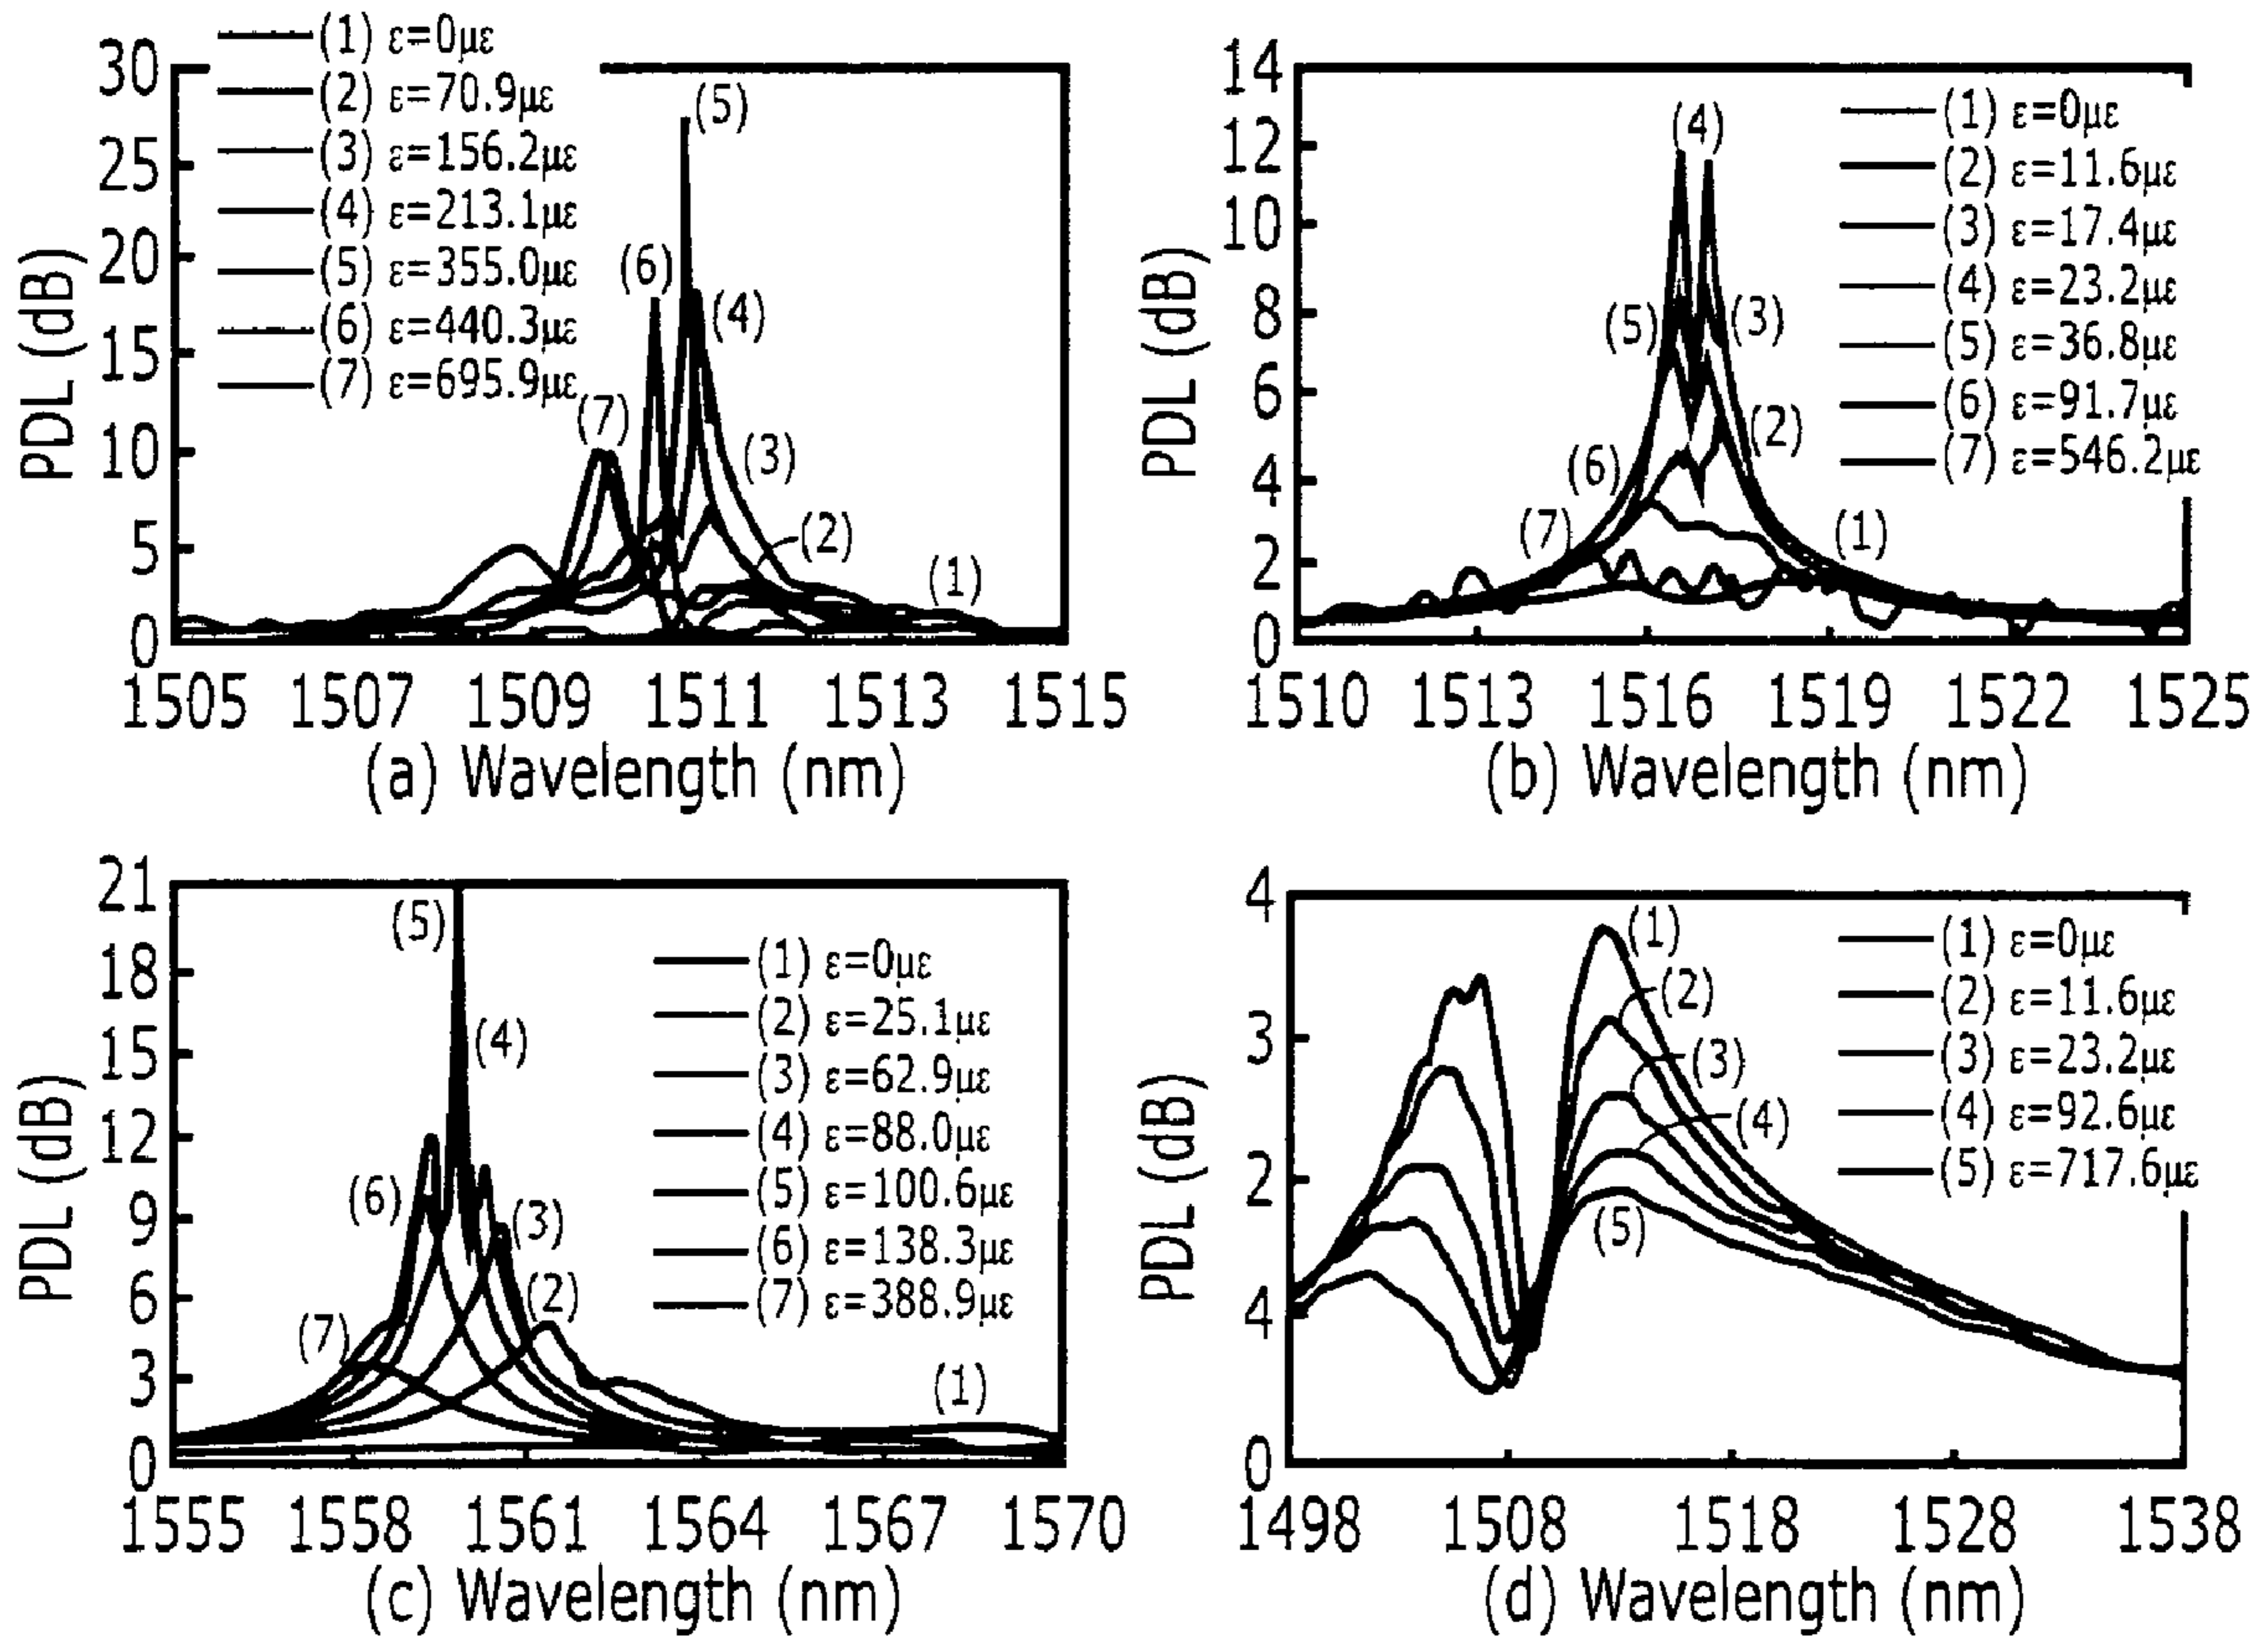 (1) ε=0με
(2) ε=70.9με
(3) ε=156.2με
(4) ε=213.1με
(5) ε=355.0με
(6) ε=440.3με
(7) ε=695.9με
30
25
20
15
10
5
0
PDL (dB)
(5)
(6)
(4)
(7)
(3)
(2)
(1)
1505 1507 1509 1511 1513 1515
(a) Wavelength (nm)
14
12
10
8
6
4
2
0
PDL (dB)
(1) ε=0με
(2) ε=11.6με
(3) ε=17.4με
(4) ε=23.2με
(5) ε=36.8με
(6) ε=91.7με
(7) ε=546.2με
(4)
(5)
(3)
(2)
(6)
(7)
(1)
1510 1513 1516 1519 1522 1525
(b) Wavelength (nm)
21
18
15
12
9
6
3
0
PDL (dB)
(1) ε=0με
(2) ε=25.1με
(3) ε=62.9με
(4) ε=88.0με
(5) ε=100.6με
(6) ε=138.3με
(7) ε=388.9με
(5)
(4)
(6)
(3)
(2)
(7)
(1)
1555 1558 1561 1564 1567 1570
(c) Wavelength (nm)
4
3
2
4
0
PDL (dB)
(1) ε=0με
(2) ε=11.6με
(3) ε=23.2με
(4) ε=92.6με
(5) ε=717.6με
(1)
(2)
(3)
(4)
(5)
1498 1508 1518 1528 1538
(d) Wavelength (nm)